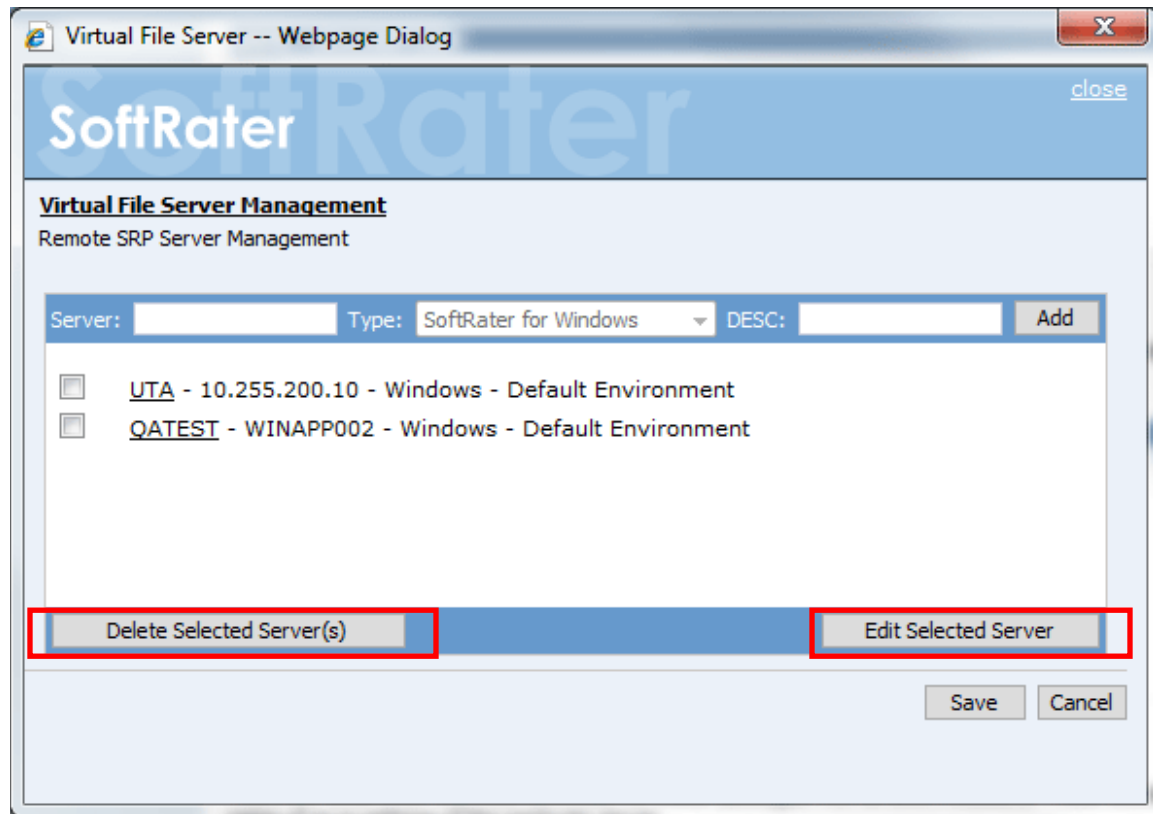 Virtual File Server -- Webpage Dialog
SoftRater
close
SoftRater
Virtual File Server Management
Remote SRP Server Management
Server: Type: SoftRater for Windows DESC: Add
UTA - 10.255.200.10 - Windows - Default Environment
QATEST - WINAPP002 - Windows - Default Environment
Delete Selected Server(s) Edit Selected Server
Save Cancel